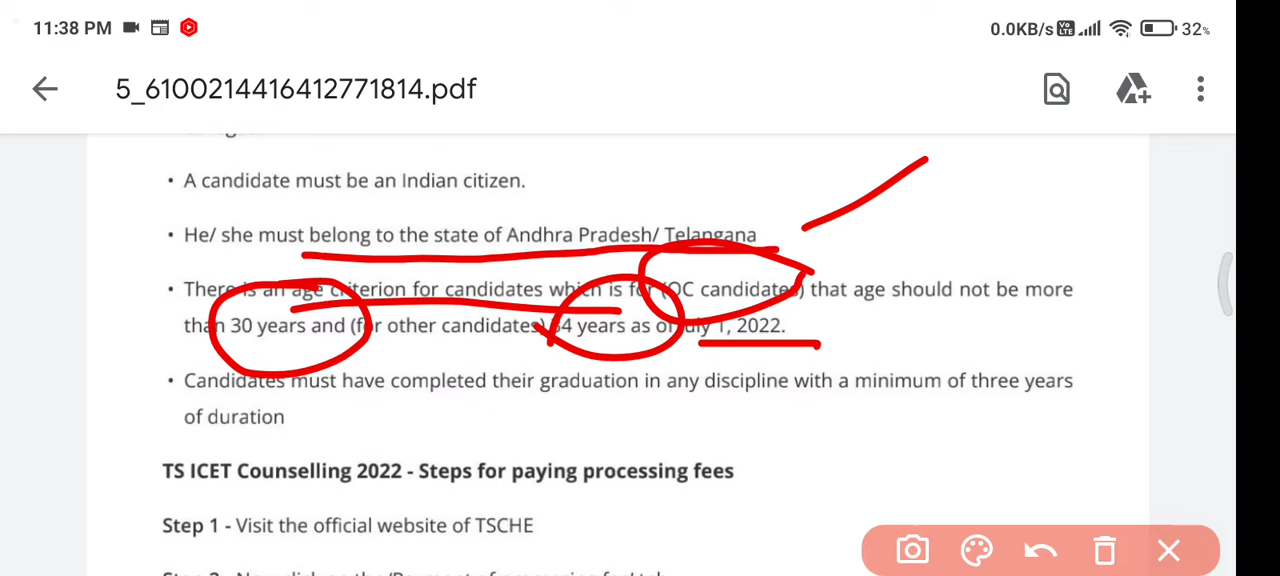 11:38 PM
0.0KB/s Vo LTE 32%
5_6100214416412771814.pdf
• A candidate must be an Indian citizen.
• He/ she must belong to the state of Andhra Pradesh/ Telangana
• There is an age criterion for candidates which is for (OC candidates) that age should not be more
than 30 years and (for other candidates) 34 years as of July 1, 2022.
• Candidates must have completed their graduation in any discipline with a minimum of three years
of duration
TS ICET Counselling 2022 - Steps for paying processing fees
Step 1 - Visit the official website of TSCHE